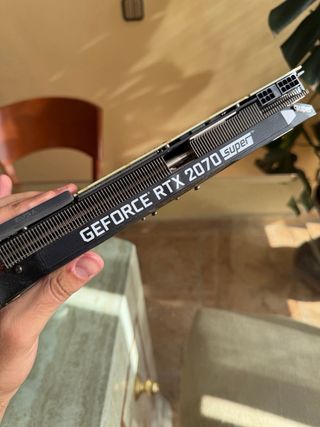 GEFORCE RTX 2070 SUPER